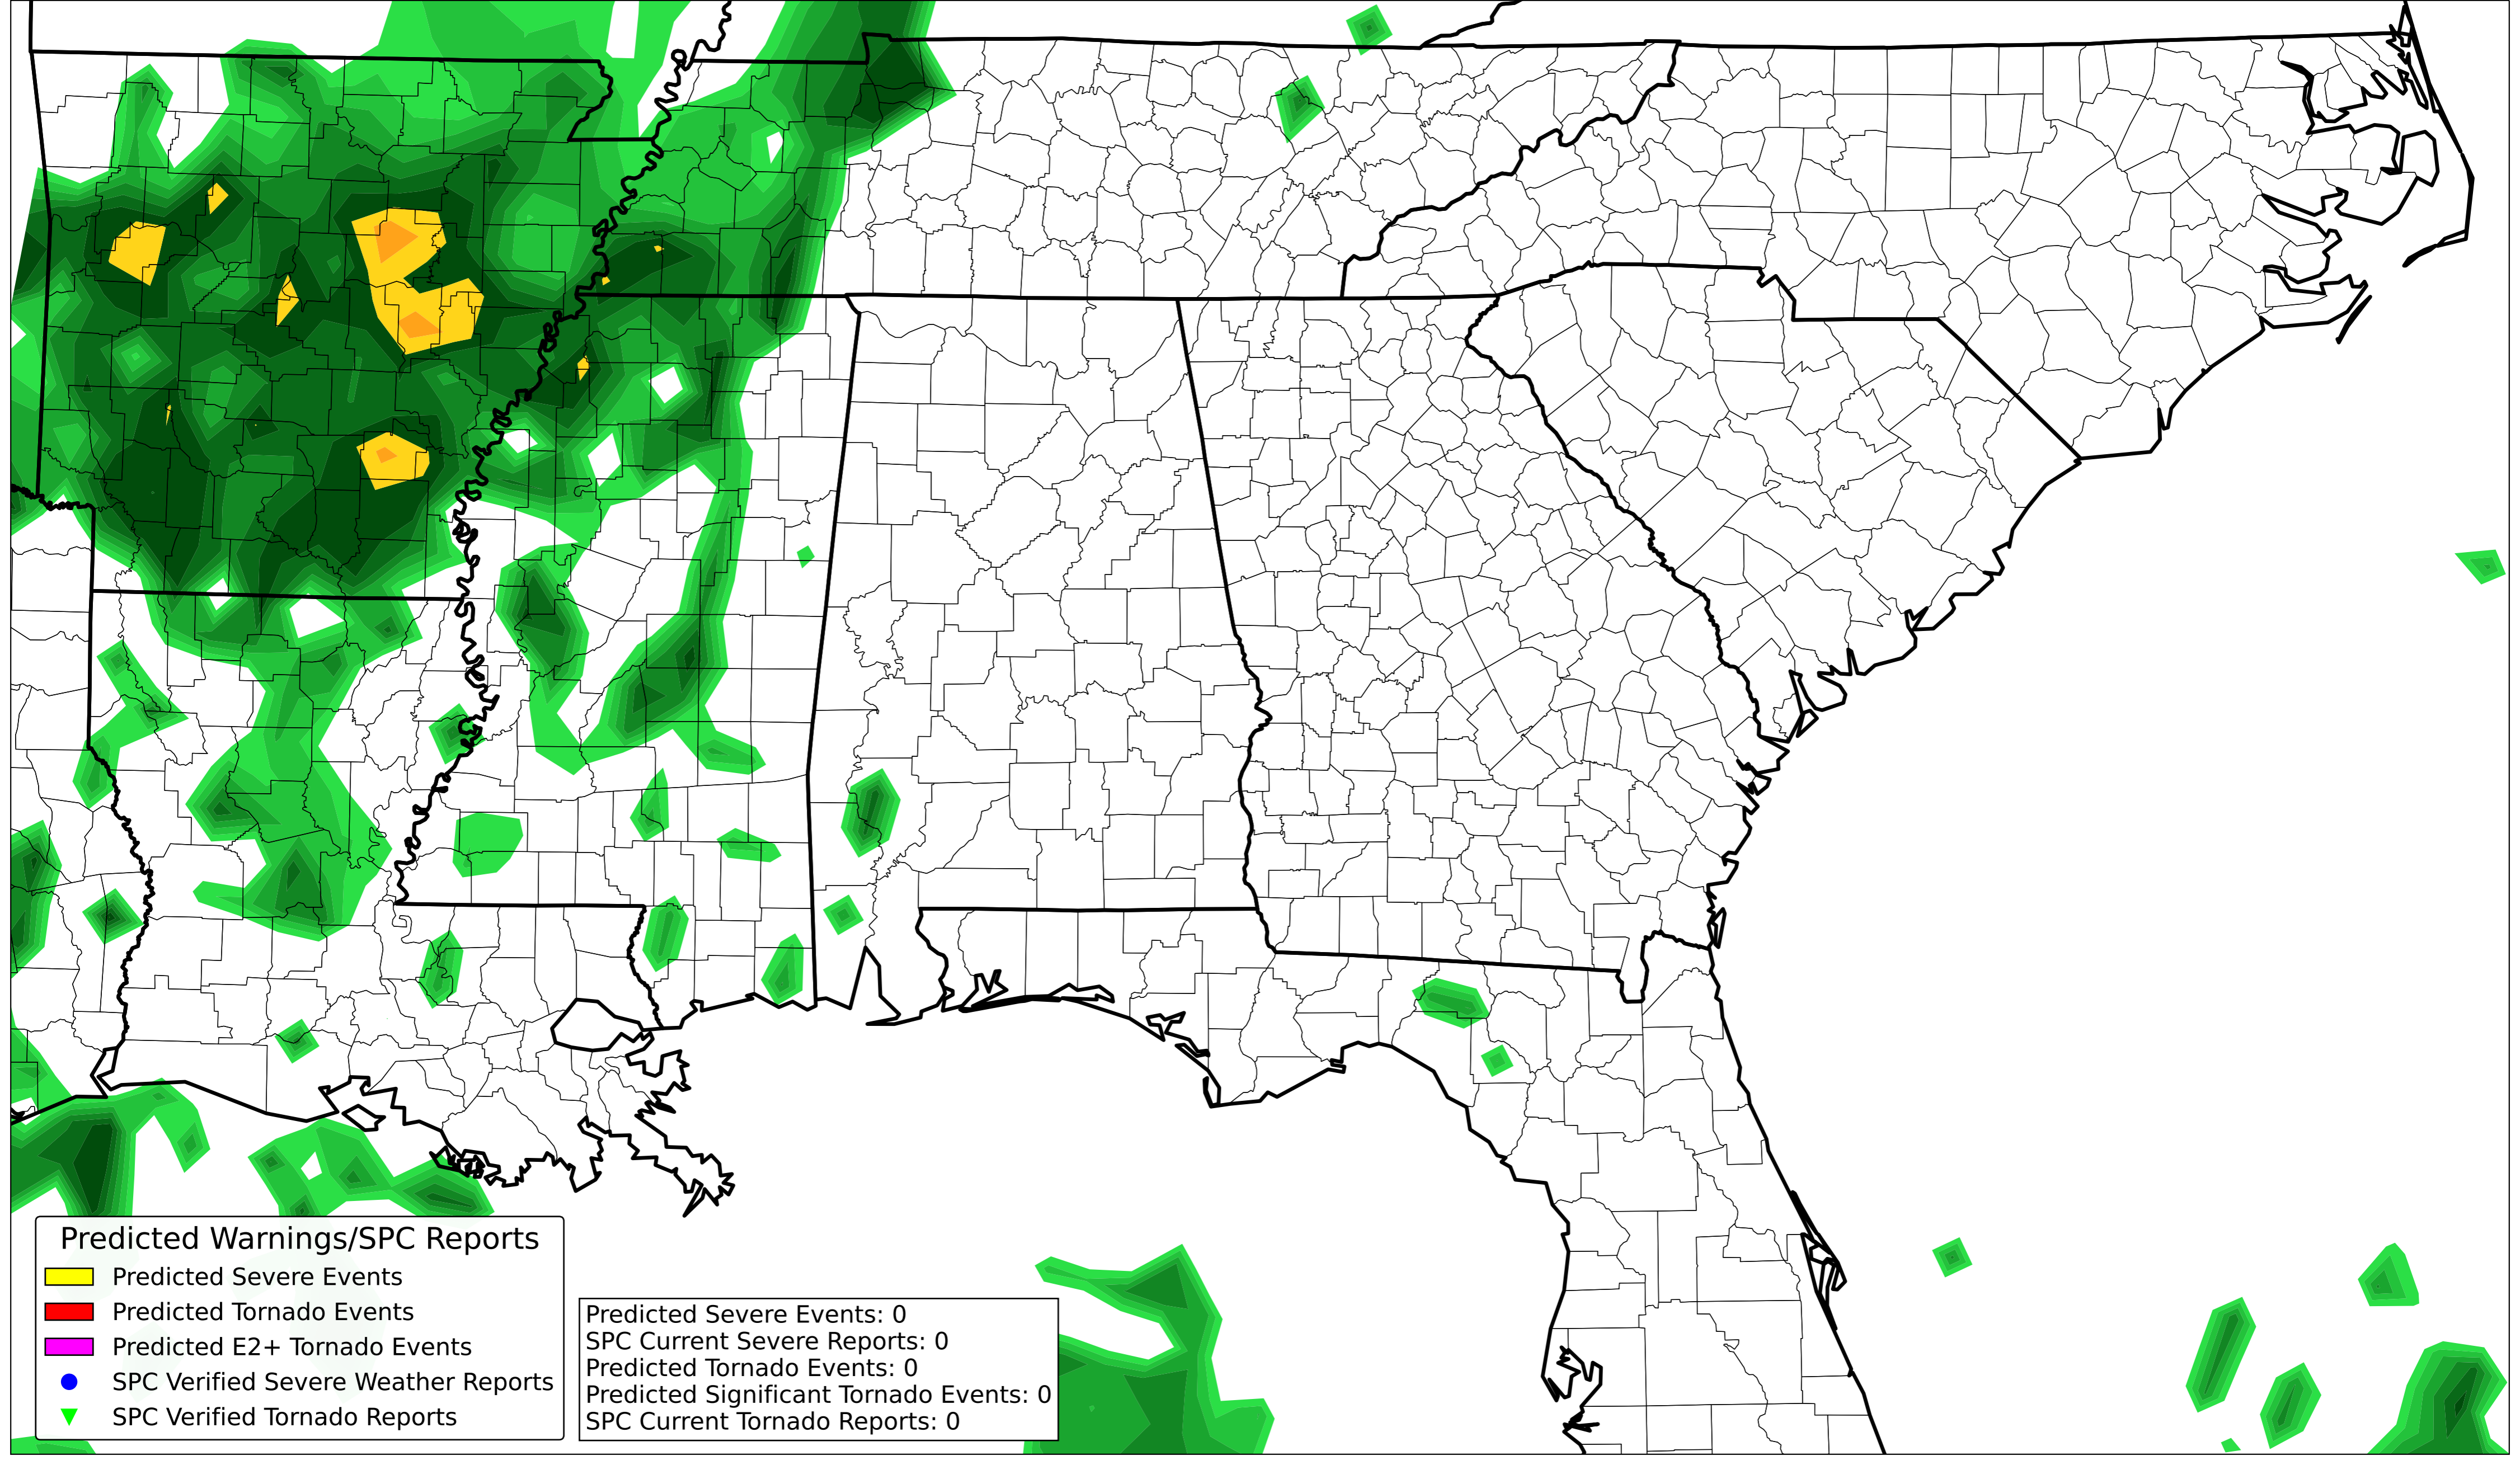 Predicted Warnings/SPC Reports
Predicted Severe Events
Predicted Tornado Events
Predicted E2+ Tornado Events
SPC Verified Severe Weather Reports
SPC Verified Tornado Reports
Predicted Severe Events: 0
SPC Current Severe Reports: 0
Predicted Tornado Events: 0
Predicted Significant Tornado Events: 0
SPC Current Tornado Reports: 0